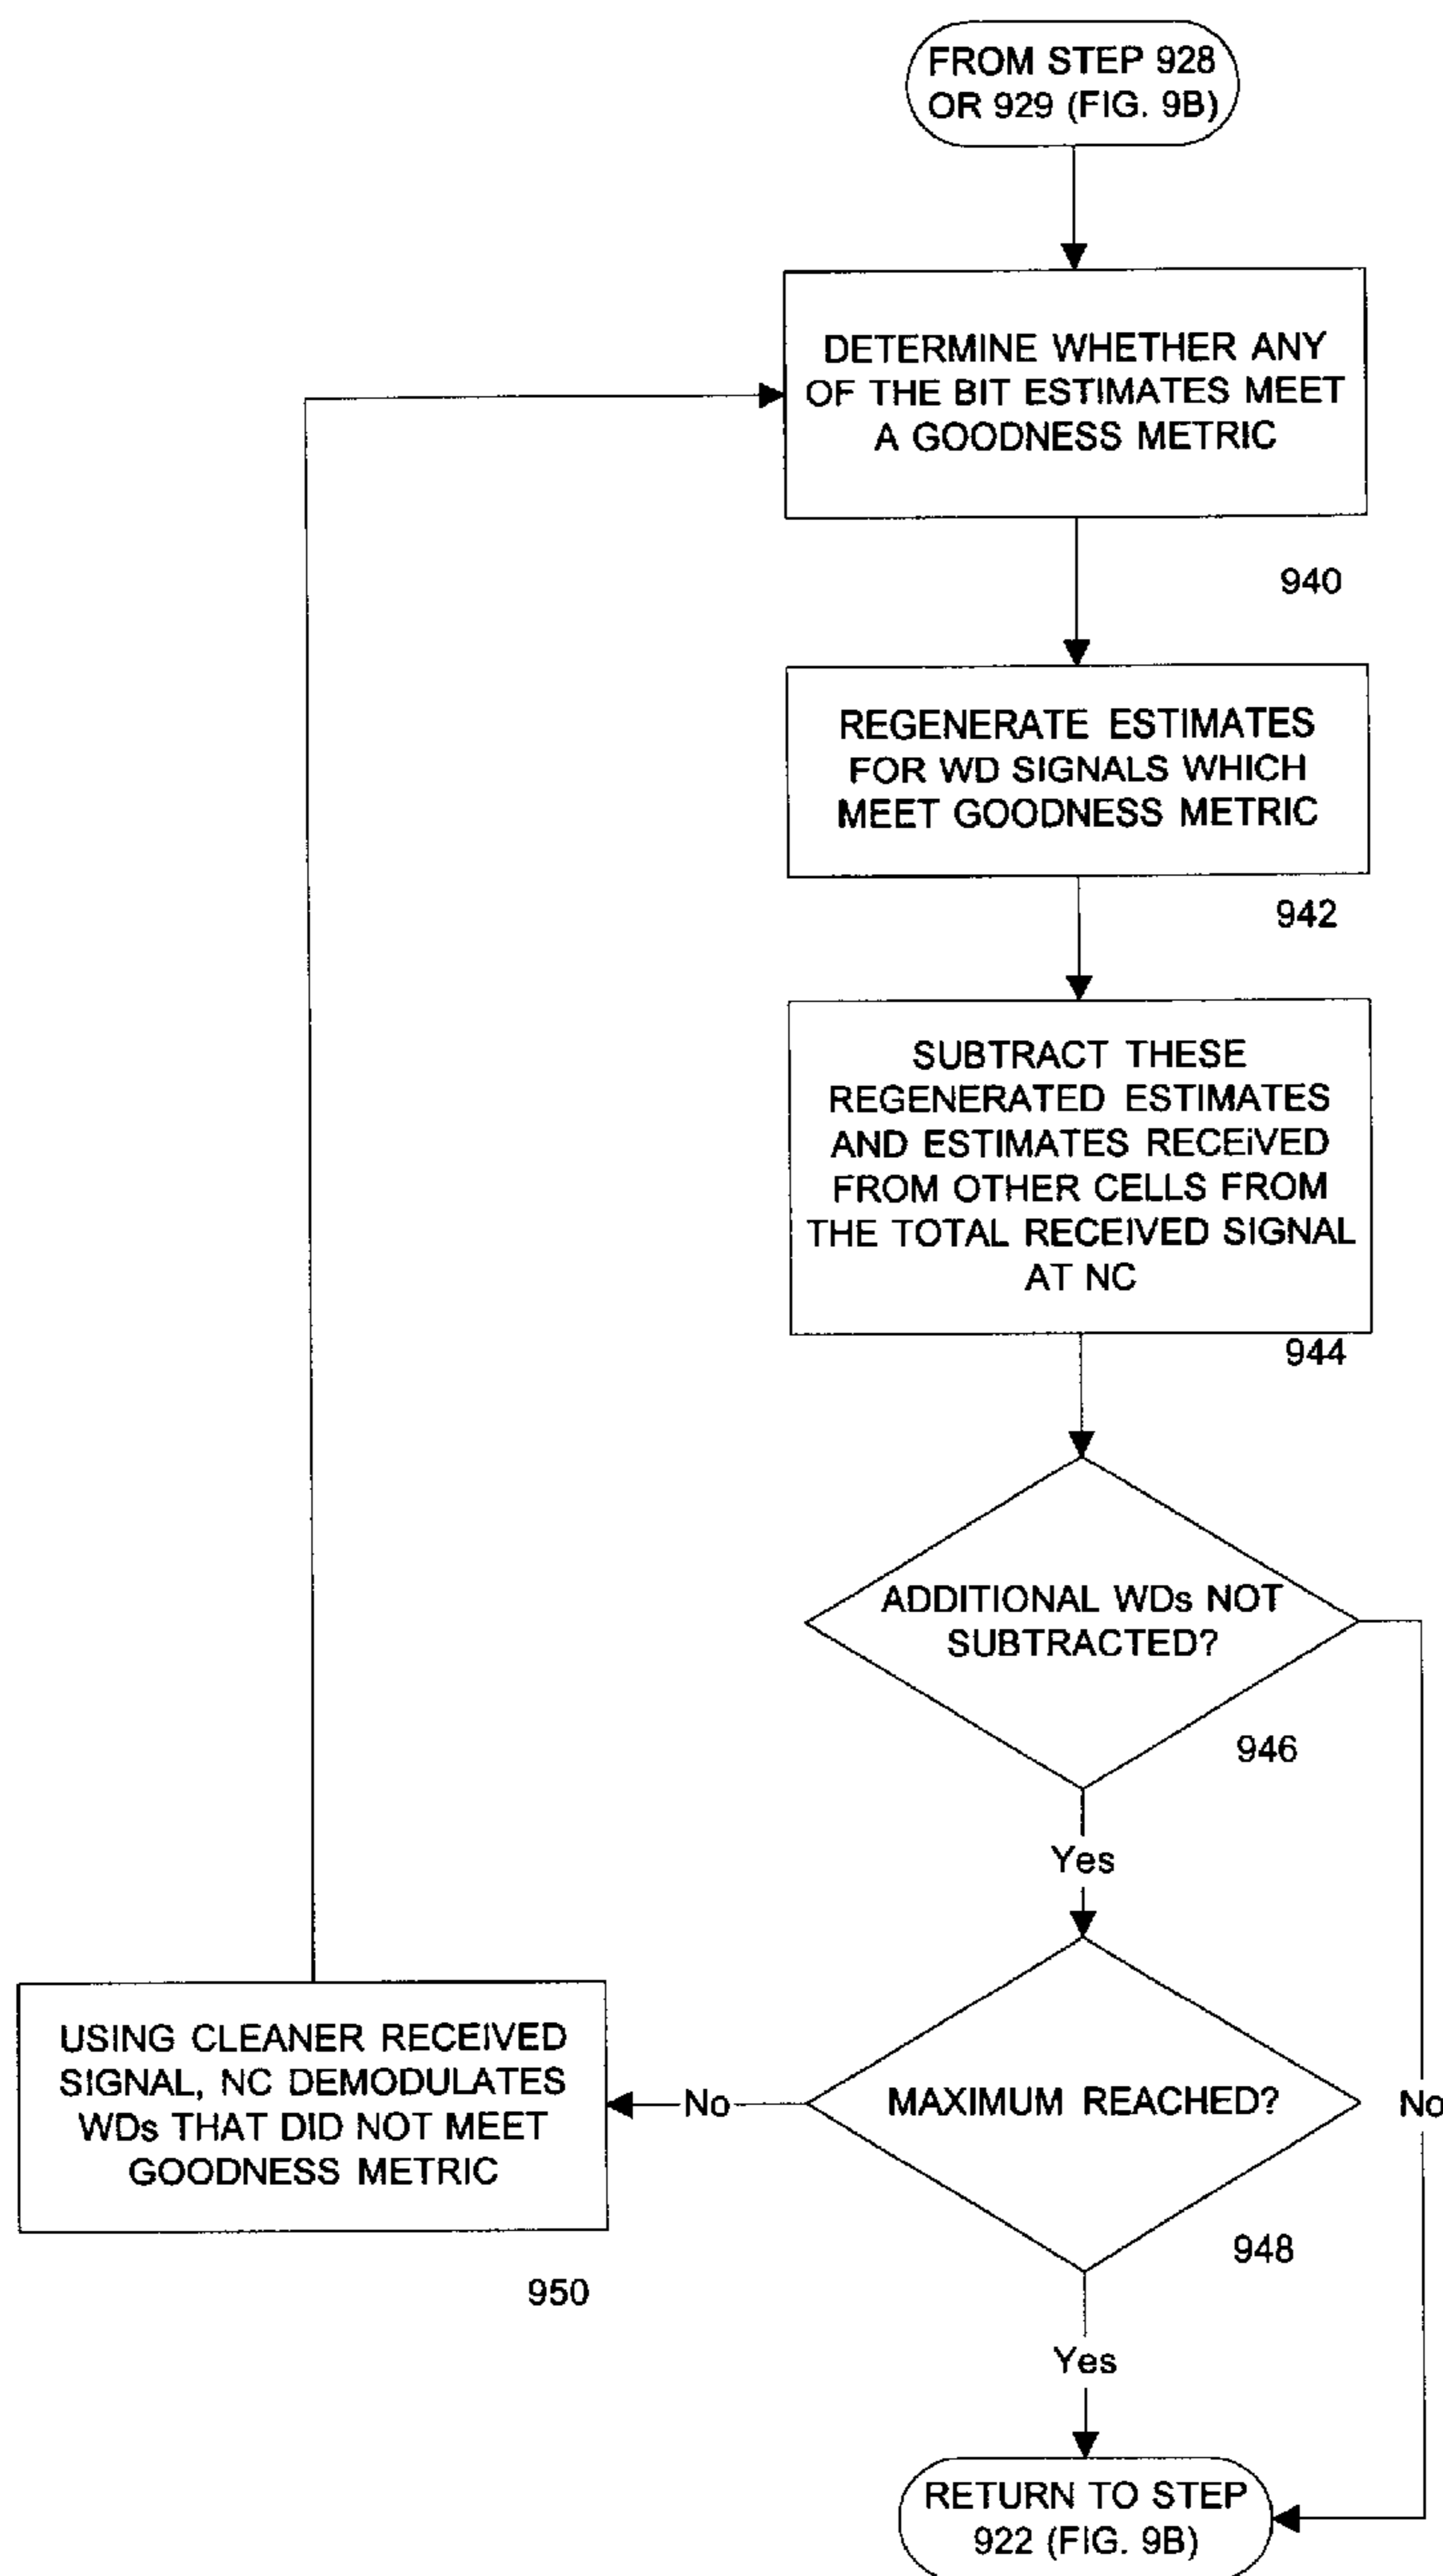 FROM STEP 928
OR 929 (FIG. 9B)
DETERMINE WHETHER ANY
OF THE BIT ESTIMATES MEET
A GOODNESS METRIC
940
REGENERATE ESTIMATES
FOR WD SIGNALS WHICH
MEET GOODNESS METRIC
942
SUBTRACT THESE
REGENERATED ESTIMATES
AND ESTIMATES RECEIVED
FROM OTHER CELLS FROM
THE TOTAL RECEIVED SIGNAL
AT NC
944
ADDITIONAL WDs NOT
SUBTRACTED?
946
Yes
MAXIMUM REACHED?
No
No
948
USING CLEANER RECEIVED
SIGNAL, NC DEMODULATES
WDs THAT DID NOT MEET
GOODNESS METRIC
950
Yes
RETURN TO STEP
922 (FIG. 9B)